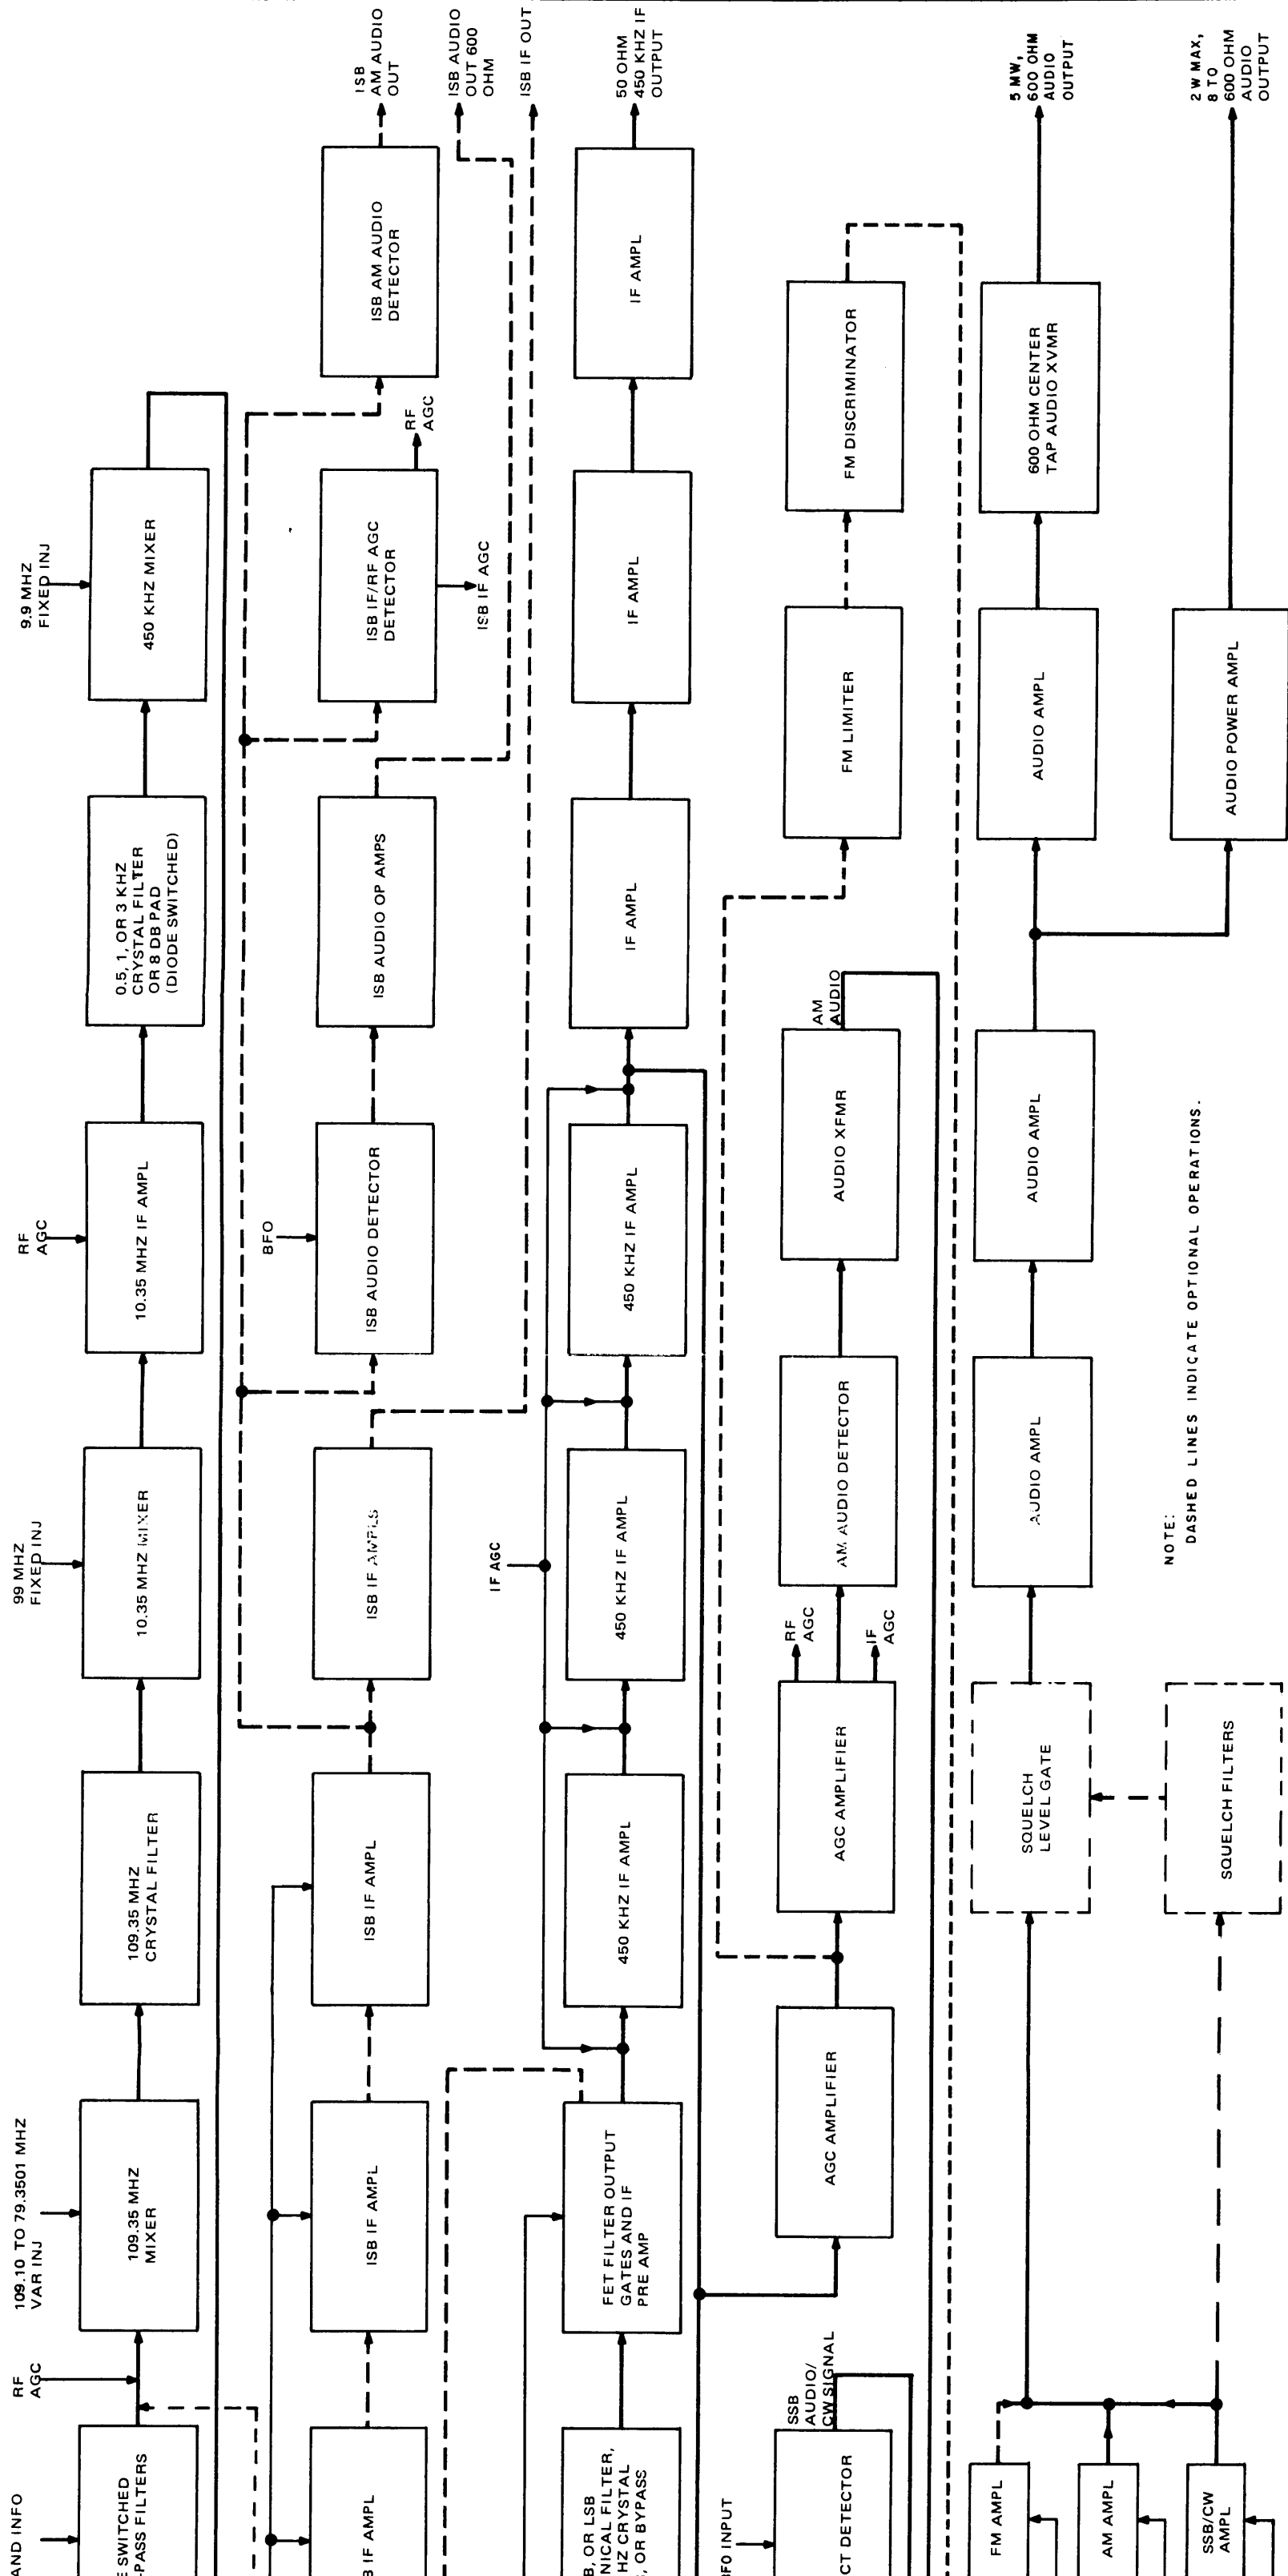 AND INFO
E SWITCHED
-PASS FILTERS
RF
AGC
109.10 TO 79.3501 MHZ
VAR INJ
109.35 MHZ
MIXER
109.35 MHZ
CRYSTAL FILTER
99 MHZ
FIXED INJ
10.35 MHZ MIXER
RF
AGC
10.35 MHZ IF AMPL
0.5, 1, OR 3 KHZ
CRYSTAL FILTER
OR 8 DB PAD
(DIODE SWITCHED)
9.9 MHZ
FIXED INJ
450 KHZ MIXER
B IF AMPL
ISB IF AMPL
ISB IF AMPL
ISB IF AMPLS
BFO
ISB AUDIO DETECTOR
ISB AUDIO OP AMPS
ISB IF/RF AGC
DETECTOR
RF
AGC
ISB IF AGC
ISB AM AUDIO
DETECTOR
ISB
AM AUDIO
OUT
ISB AUDIO
OUT 600
OHM
ISB IF OUT
B, OR LSB
NICAL FILTER,
HZ CRYSTAL
, OR BYPASS
FET FILTER OUTPUT
GATES AND IF
PRE AMP
450 KHZ IF AMPL
IF AGC
450 KHZ IF AMPL
450 KHZ IF AMPL
IF AMPL
IF AMPL
IF AMPL
50 OHM
450 KHZ IF
OUTPUT
FO INPUT
CT DETECTOR
SSB
AUDIO/
CW SIGNAL
AGC AMPLIFIER
AGC AMPLIFIER
RF
AGC
IF
AGC
AM AUDIO DETECTOR
AUDIO XFMR
AM
AUDIO
FM LIMITER
FM DISCRIMINATOR
FM AMPL
AM AMPL
SSB/CW
AMPL
SQUELCH
LEVEL GATE
SQUELCH FILTERS
AUDIO AMPL
AUDIO AMPL
AUDIO AMPL
600 OHM CENTER
TAP AUDIO XVMR
5 MW,
600 OHM
AUDIO
OUTPUT
AUDIO POWER AMPL
2 W MAX,
8 TO
600 OHM
AUDIO
OUTPUT
NOTE:
DASHED LINES INDICATE OPTIONAL OPERATIONS.